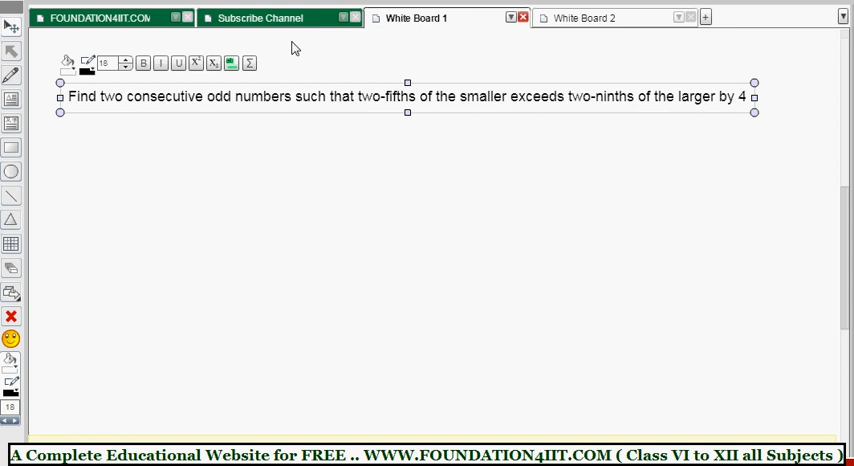 FOUNDATION4IIT.COM
Subscribe Channel
White Board 1
White Board 2
18
B I U X² X₂ Σ
Find two consecutive odd numbers such that two-fifths of the smaller exceeds two-ninths of the larger by 4
18
A Complete Educational Website for FREE .. WWW.FOUNDATION4IIT.COM ( Class VI to XII all Subjects )